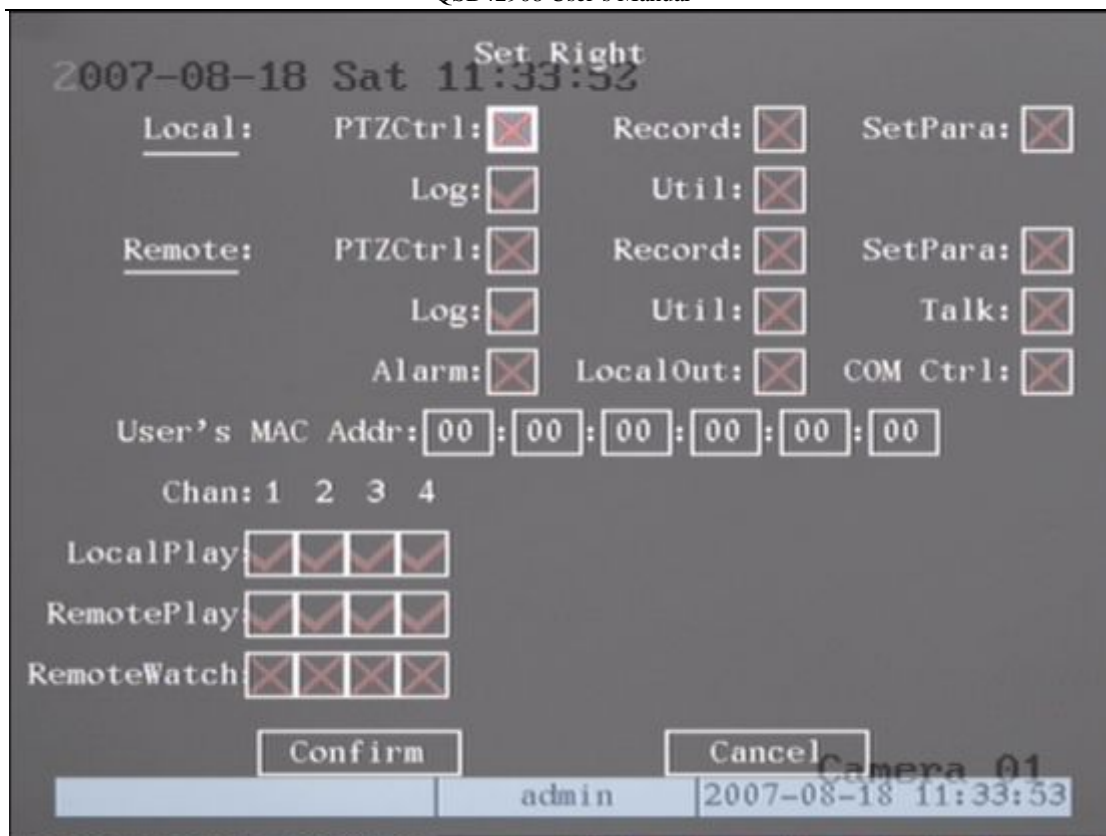 Set Right
2007-08-18 Sat 11:33:53
Local: PTZCtrl: Record: SetPara:
Log: Util:
Remote: PTZCtrl: Record: SetPara:
Log: Util: Talk:
Alarm: LocalOut: COM Ctrl:
User's MAC Addr: 00 : 00 : 00 : 00 : 00 : 00
Chan: 1 2 3 4
LocalPlay:
RemotePlay:
RemoteWatch:
Confirm Cancel
Camera 01
admin 2007-08-18 11:33:53